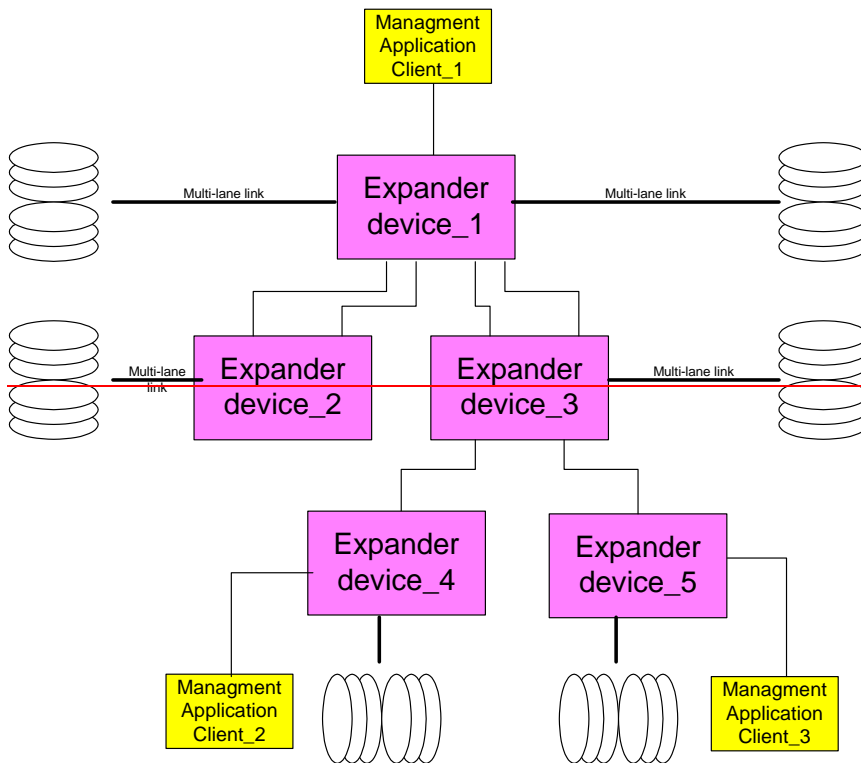 Managment
Application
Client_1
Multi-lane link
Expander
device_1
Multi-lane link
Multi-lane
link
Expander
device_2
Expander
device_3
Multi-lane link
Expander
device_4
Expander
device_5
Managment
Application
Client_2
Managment
Application
Client_3